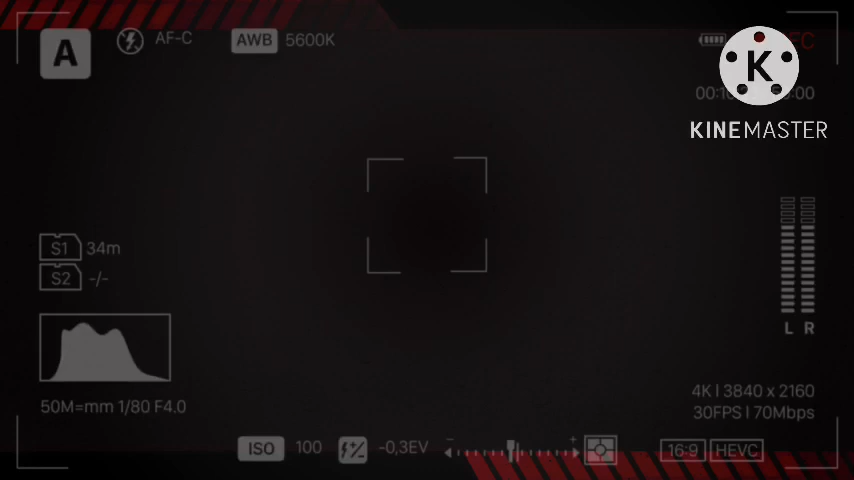 A
AF-C
AWB 5600K
K
KINEMASTER
S1 34m
S2 -/-
L R
50M=mm 1/80 F4.0
4K | 3840 x 2160
30FPS | 70Mbps
ISO 100 -0,3EV
16:9 HEVC